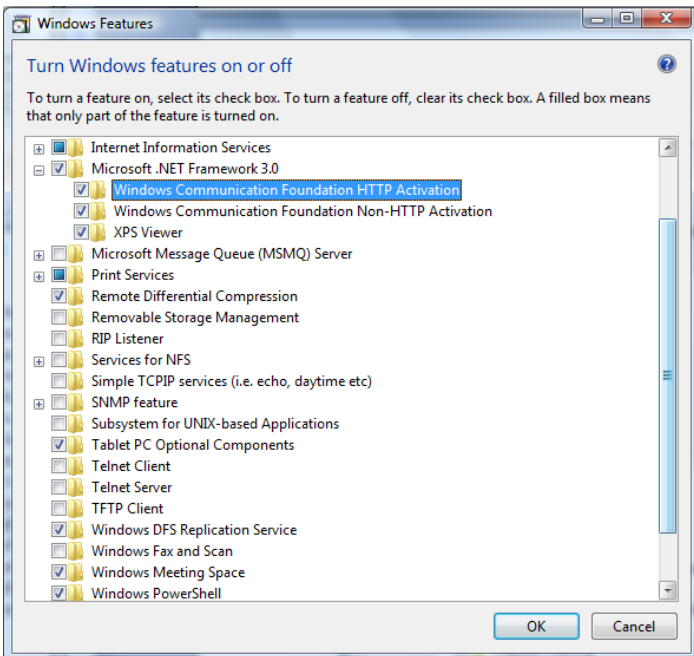 Windows Features
Turn Windows features on or off
To turn a feature on, select its check box. To turn a feature off, clear its check box. A filled box means
that only part of the feature is turned on.
Internet Information Services
Microsoft .NET Framework 3.0
Windows Communication Foundation HTTP Activation
Windows Communication Foundation Non-HTTP Activation
XPS Viewer
Microsoft Message Queue (MSMQ) Server
Print Services
Remote Differential Compression
Removable Storage Management
RIP Listener
Services for NFS
Simple TCPIP services (i.e. echo, daytime etc)
SNMP feature
Subsystem for UNIX-based Applications
Tablet PC Optional Components
Telnet Client
Telnet Server
TFTP Client
Windows DFS Replication Service
Windows Fax and Scan
Windows Meeting Space
Windows PowerShell
OK Cancel